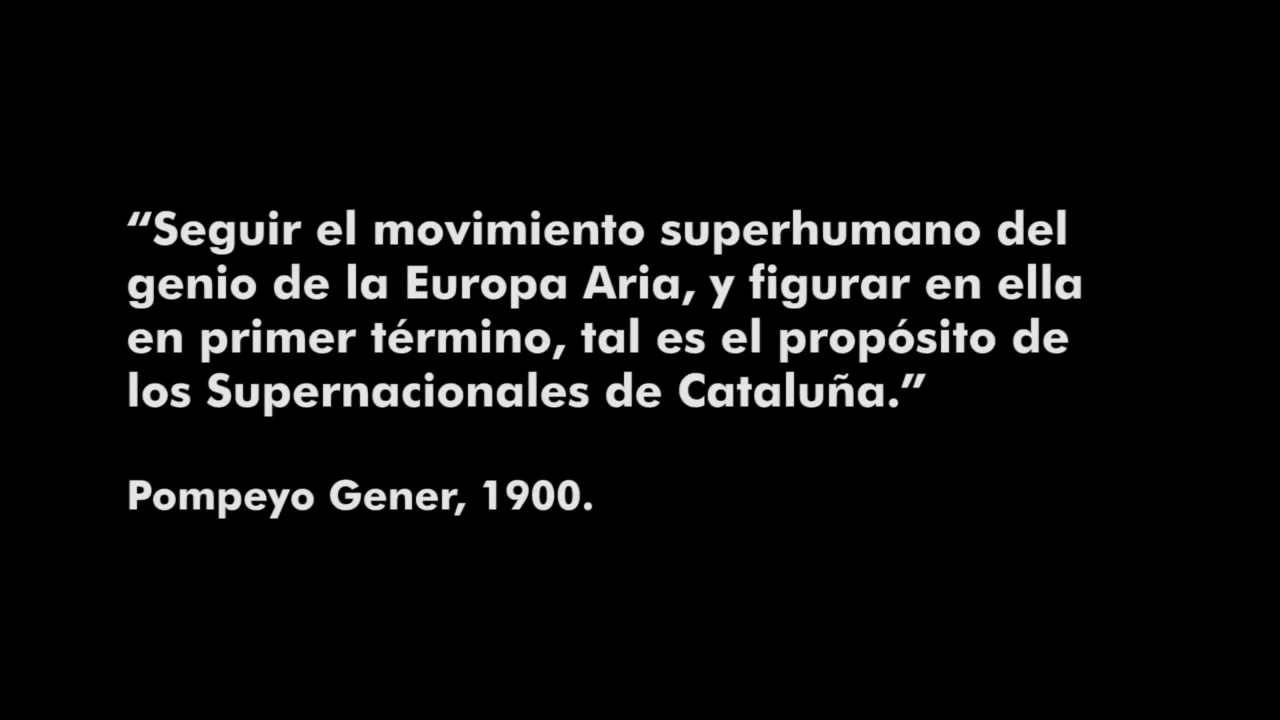 “Seguir el movimiento superhumano del
genio de la Europa Aria, y figurar en ella
en primer término, tal es el propósito de
los Supernacionales de Cataluña.”
Pompeyo Gener, 1900.